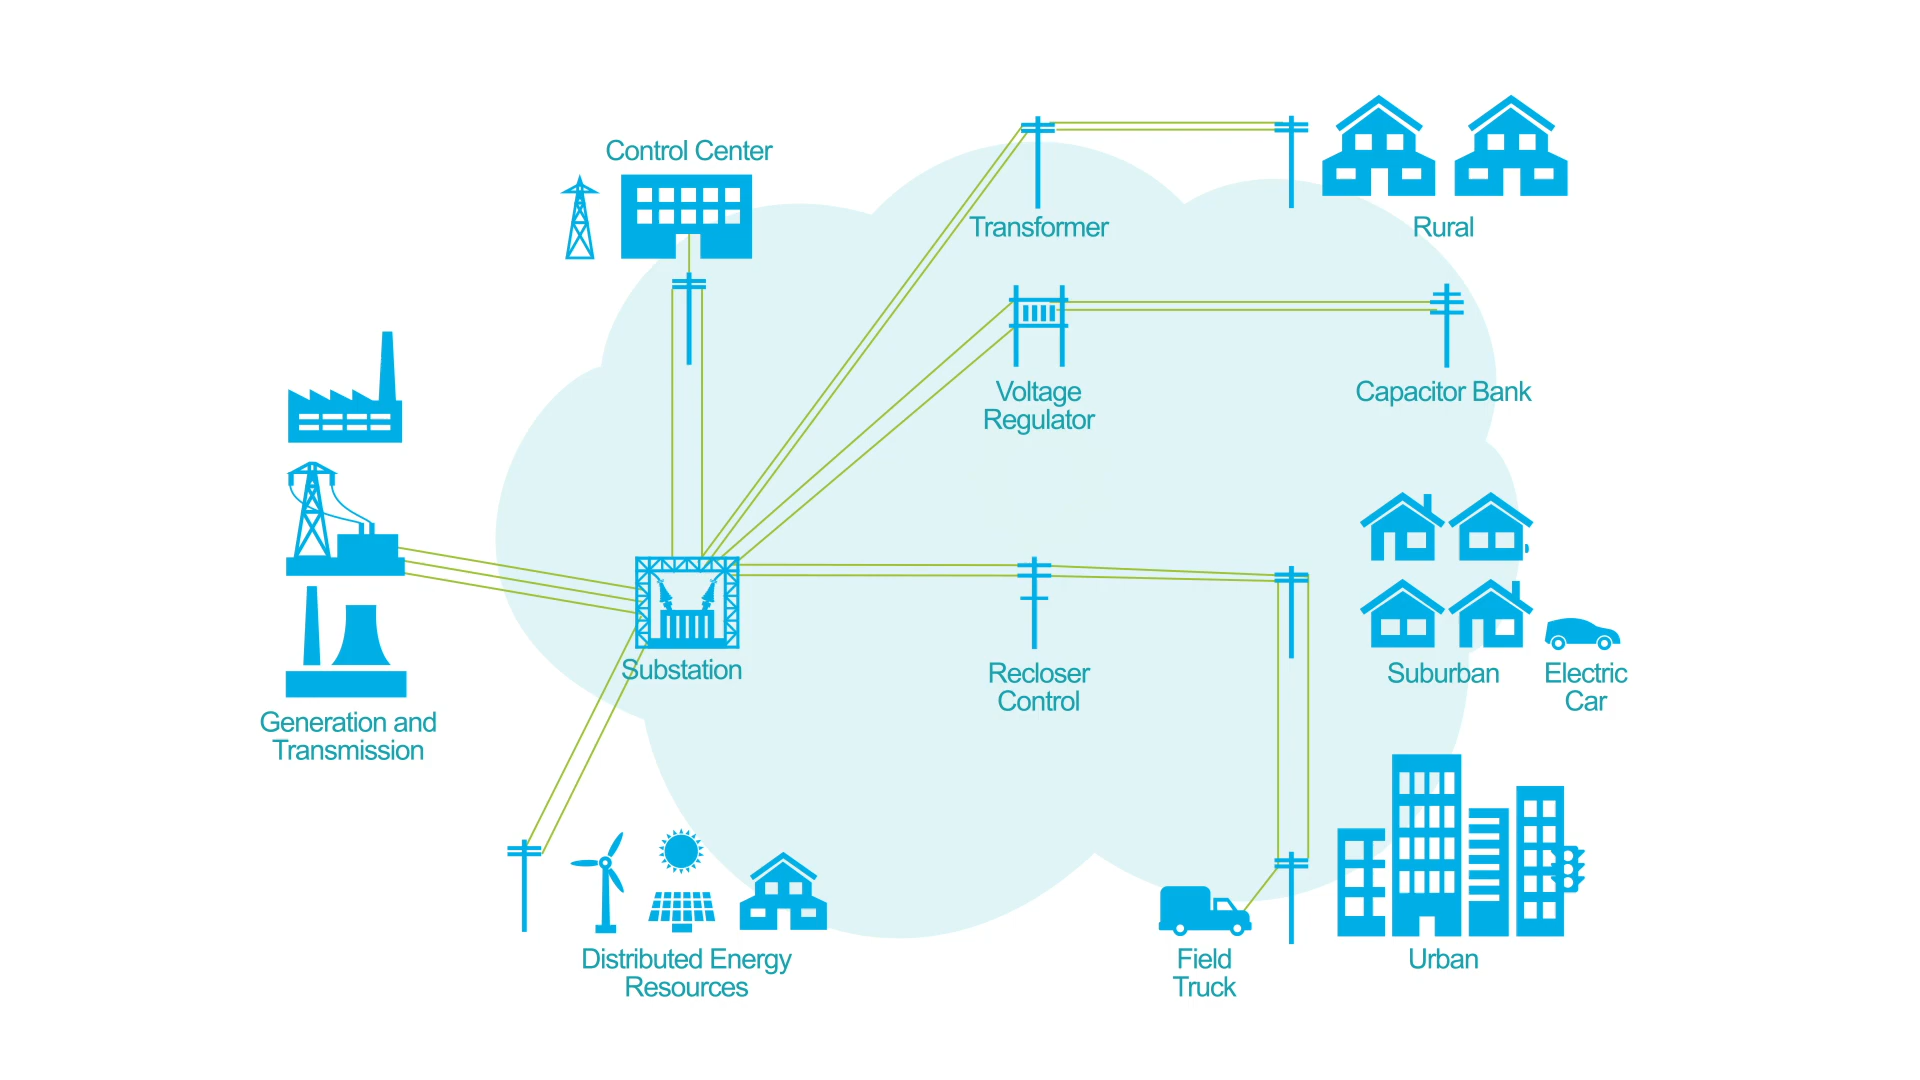 Control Center
Transformer
Rural
Voltage
Regulator
Capacitor Bank
Substation
Recloser
Control
Suburban
Electric
Car
Generation and
Transmission
Distributed Energy
Resources
Field
Truck
Urban